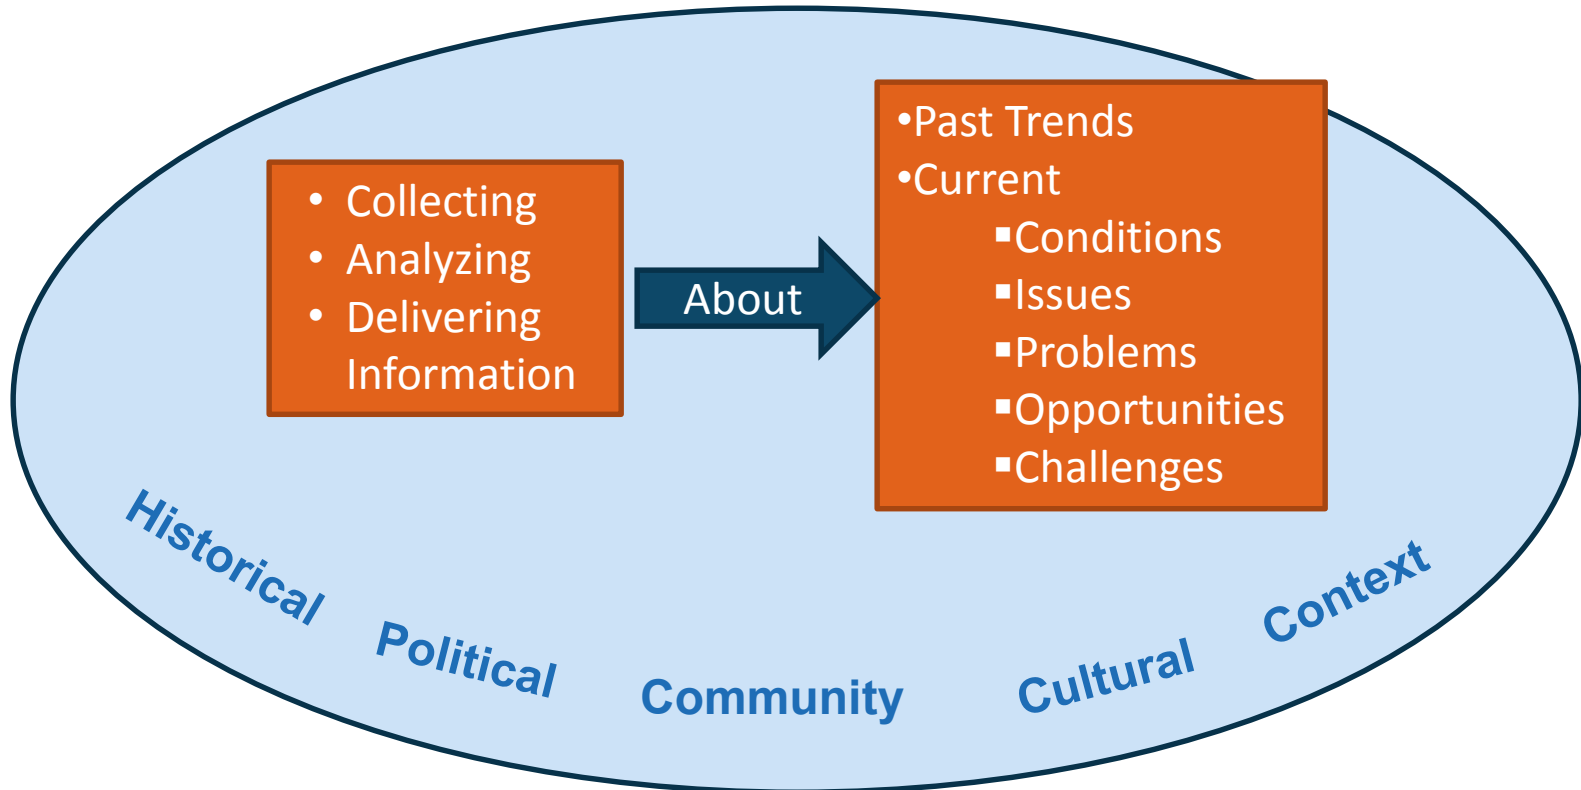 • Collecting
• Analyzing
• Delivering
Information
About
•Past Trends
•Current
▪Conditions
▪Issues
▪Problems
▪Opportunities
▪Challenges
Historical
Political
Community
Cultural
Context